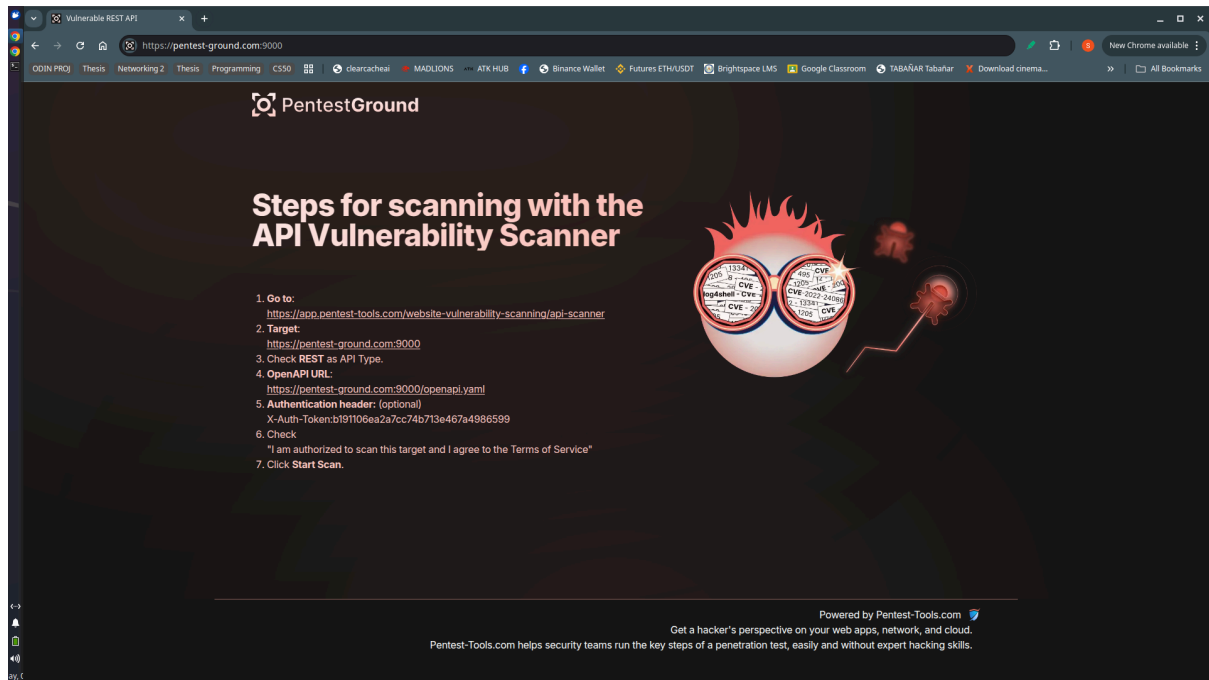 Vulnerable REST API
https://pentest-ground.com:9000
New Chrome available
ODIN PROJ Thesis Networking 2 Thesis Programming CS50 clearcacheai MADLIONS ATK HUB Binance Wallet Futures ETH/USDT Brightspace LMS Google Classroom TABAÑAR Tabañar Download cinema... » All Bookmarks
PentestGround
Steps for scanning with the
API Vulnerability Scanner
1. Go to:
https://app.pentest-tools.com/website-vulnerability-scanning/api-scanner
2. Target:
https://pentest-ground.com:9000
3. Check REST as API Type.
4. OpenAPI URL:
https://pentest-ground.com:9000/openapi.yaml
5. Authentication header: (optional)
X-Auth-Token:b191106ea2a7cc74b713e467a4986599
6. Check
"I am authorized to scan this target and I agree to the Terms of Service"
7. Click Start Scan.
CVE
CVE-2022-24086
CVE
Powered by Pentest-Tools.com
Get a hacker's perspective on your web apps, network, and cloud.
Pentest-Tools.com helps security teams run the key steps of a penetration test, easily and without expert hacking skills.